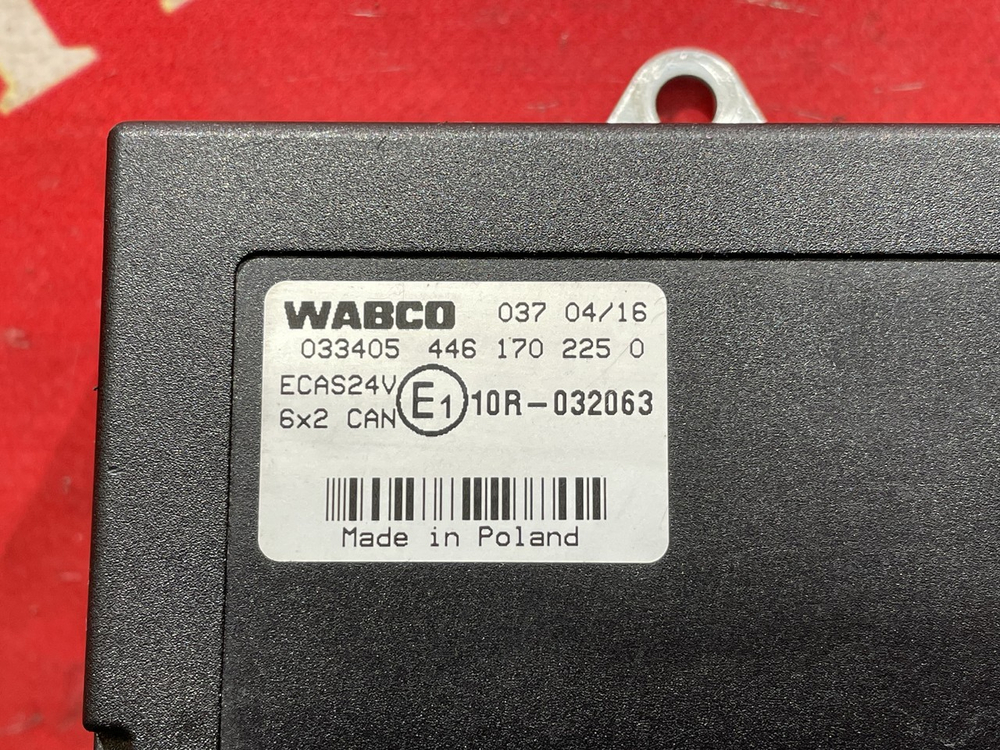 WABCO 037 04/16
033405 446 170 225 0
ECAS24V
6x2 CAN
E1 10R-032063
Made in Poland